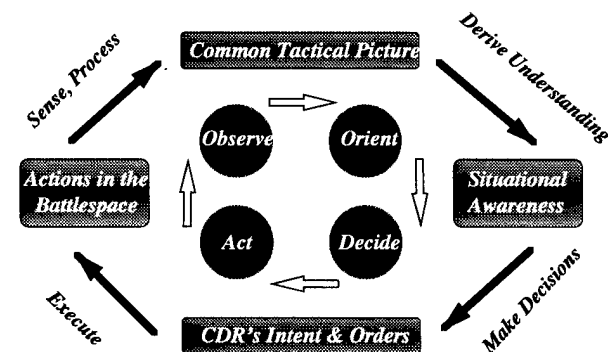 Common Tactical Picture
Sense, Process
Derive Understanding
Observe
Orient
Actions in the
Battlespace
Situational
Awareness
Act
Decide
Execute
Make Decisions
CDR's Intent & Orders